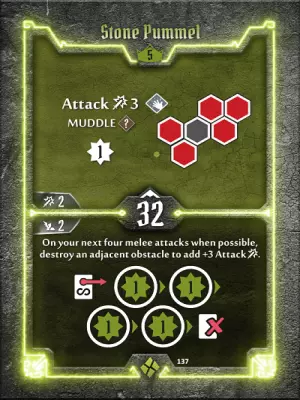 Stone Pummel
5
Attack 3
MUDDLE
1
2
2
32
On your next four melee attacks when possible,
destroy an adjacent obstacle to add +3 Attack.
1 1
1 1
137